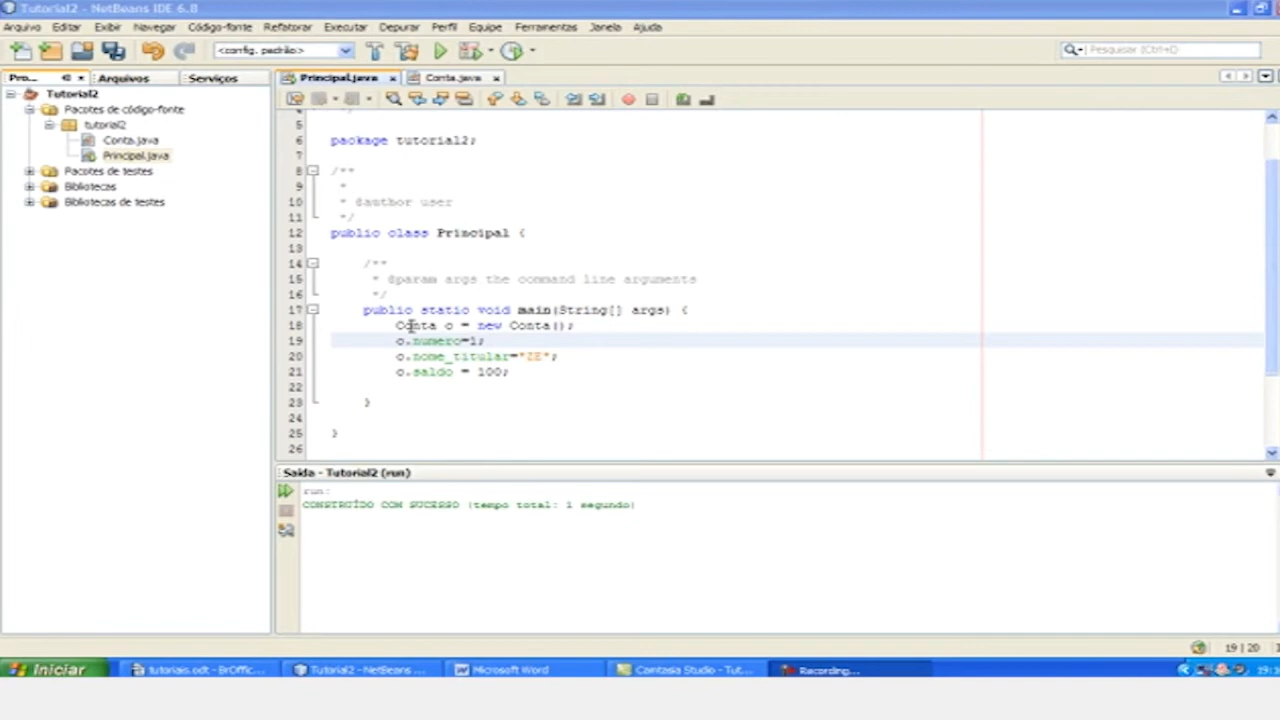 Tutorial2 - NetBeans IDE 6.8
Arquivo Editar Exibir Navegar Código-fonte Refatorar Executar Depurar Perfil Equipe Ferramentas Janela Ajuda
<config. padrão>
Pesquisar (Ctrl+I)
Pro... Arquivos Serviços
Principal.java Conta.java
Tutorial2
Pacotes de código-fonte
tutorial2
Conta.java
Principal.java
Pacotes de testes
Bibliotecas
Bibliotecas de testes
5
6 package tutorial2;
7
8 /**
9 *
10 * @author user
11 */
12 public class Principal {
13
14 /**
15 * @param args the command line arguments
16 */
17 public static void main(String[] args) {
18 Conta o = new Conta();
19 o.numero=1;
20 o.nome_titular="ZE";
21 o.saldo = 100;
22
23 }
24
25 }
26
Saída - Tutorial2 (run)
run:
CONSTRUÍDO COM SUCESSO (tempo total: 1 segundo)
19 | 20
Iniciar
tutoriais.odt - BrOffic...
Tutorial2 - NetBeans ...
Microsoft Word
Camtasia Studio - Tut...
Recording...